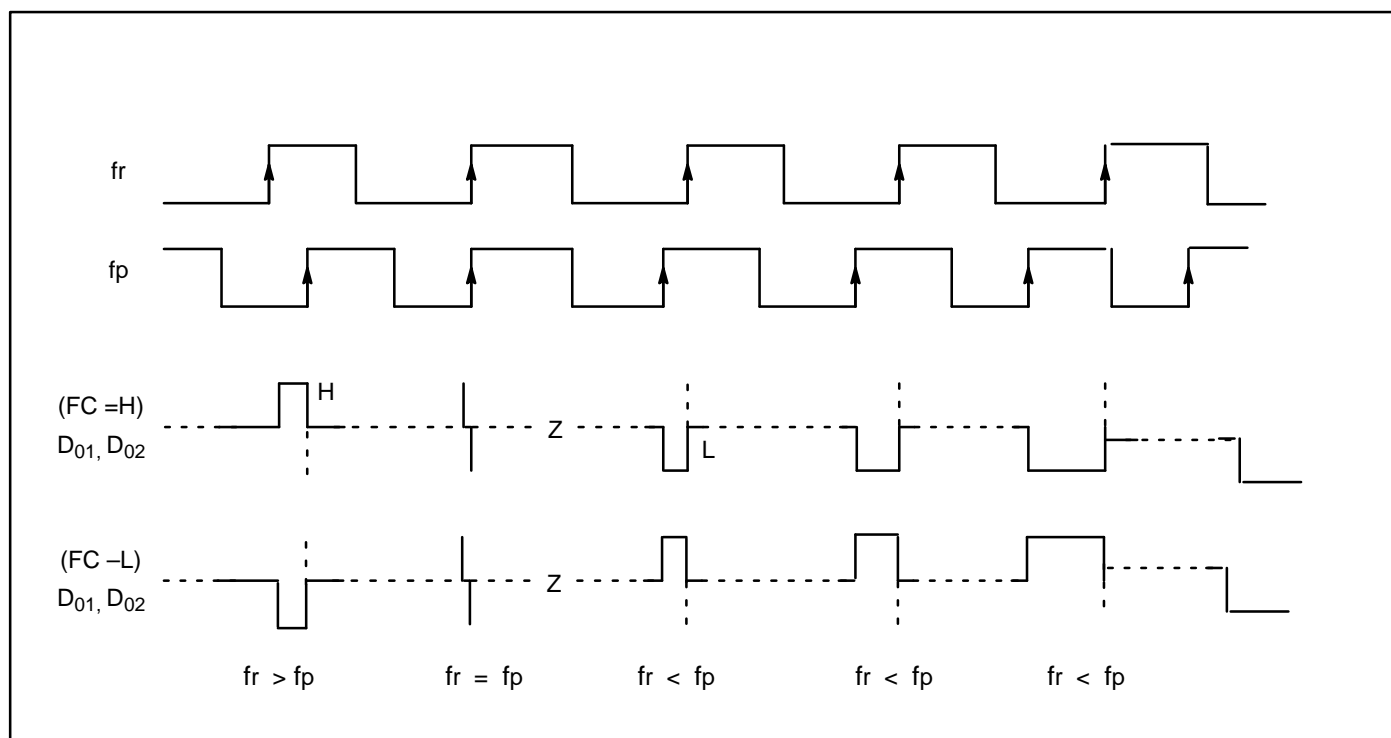 fr
fp
H
(FC =H)
D01, D02
Z
L
(FC –L)
D01, D02
Z
fr > fp
fr = fp
fr < fp
fr < fp
fr < fp